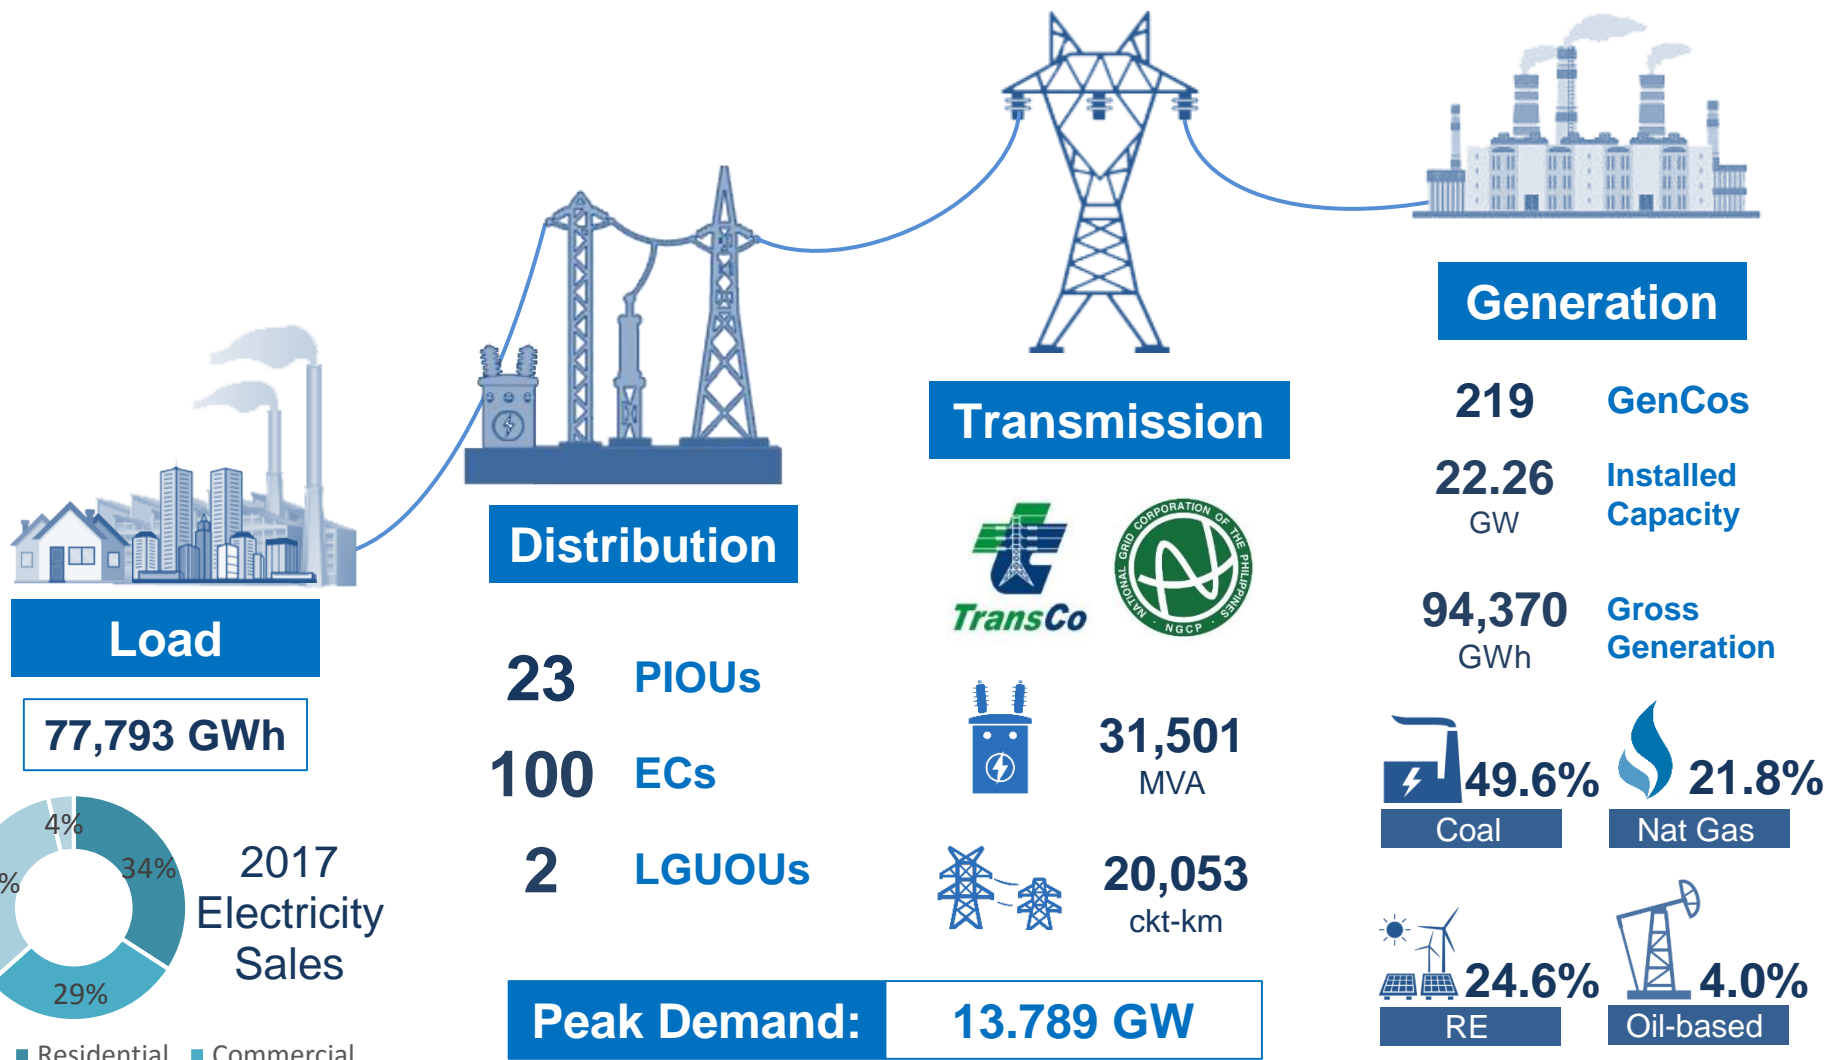 Generation
219 GenCos
22.26 Installed
GW Capacity
94,370 Gross
GWh Generation
49.6% 21.8%
Coal Nat Gas
24.6% 4.0%
RE Oil-based
Transmission
TransCo
NATIONAL GRID CORPORATION OF THE PHILIPPINES
· NGCP ·
31,501
MVA
20,053
ckt-km
Distribution
23 PIOUs
100 ECs
2 LGUOUs
Load
77,793 GWh
4%
34%
%
29%
2017
Electricity
Sales
Residential Commercial
Peak Demand: 13.789 GW